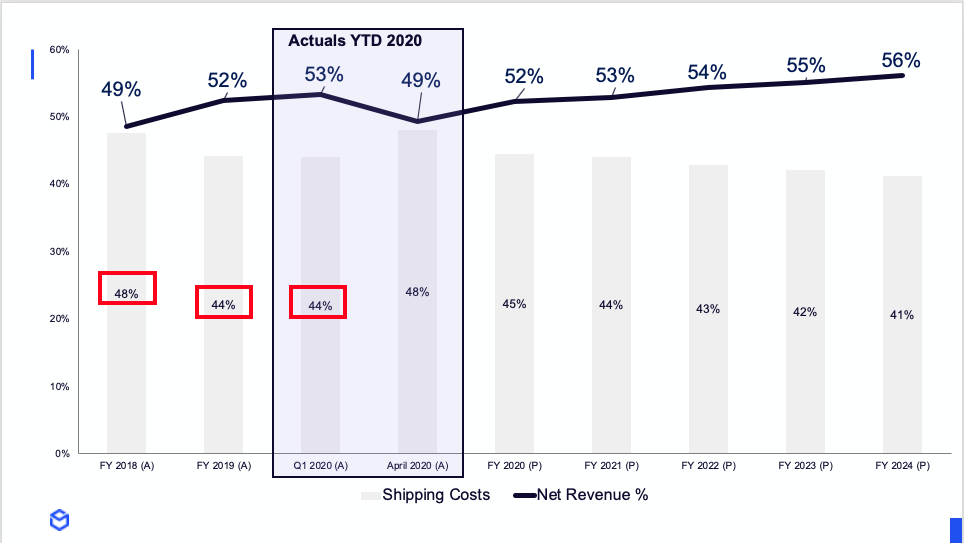 Actuals YTD 2020
60%
50%
40%
30%
20%
10%
0%
49%
52%
53%
49%
52%
53%
54%
55%
56%
48%
44%
44%
48%
45%
44%
43%
42%
41%
FY 2018 (A)
FY 2019 (A)
Q1 2020 (A)
April 2020 (A)
FY 2020 (P)
FY 2021 (P)
FY 2022 (P)
FY 2023 (P)
FY 2024 (P)
Shipping Costs
Net Revenue %